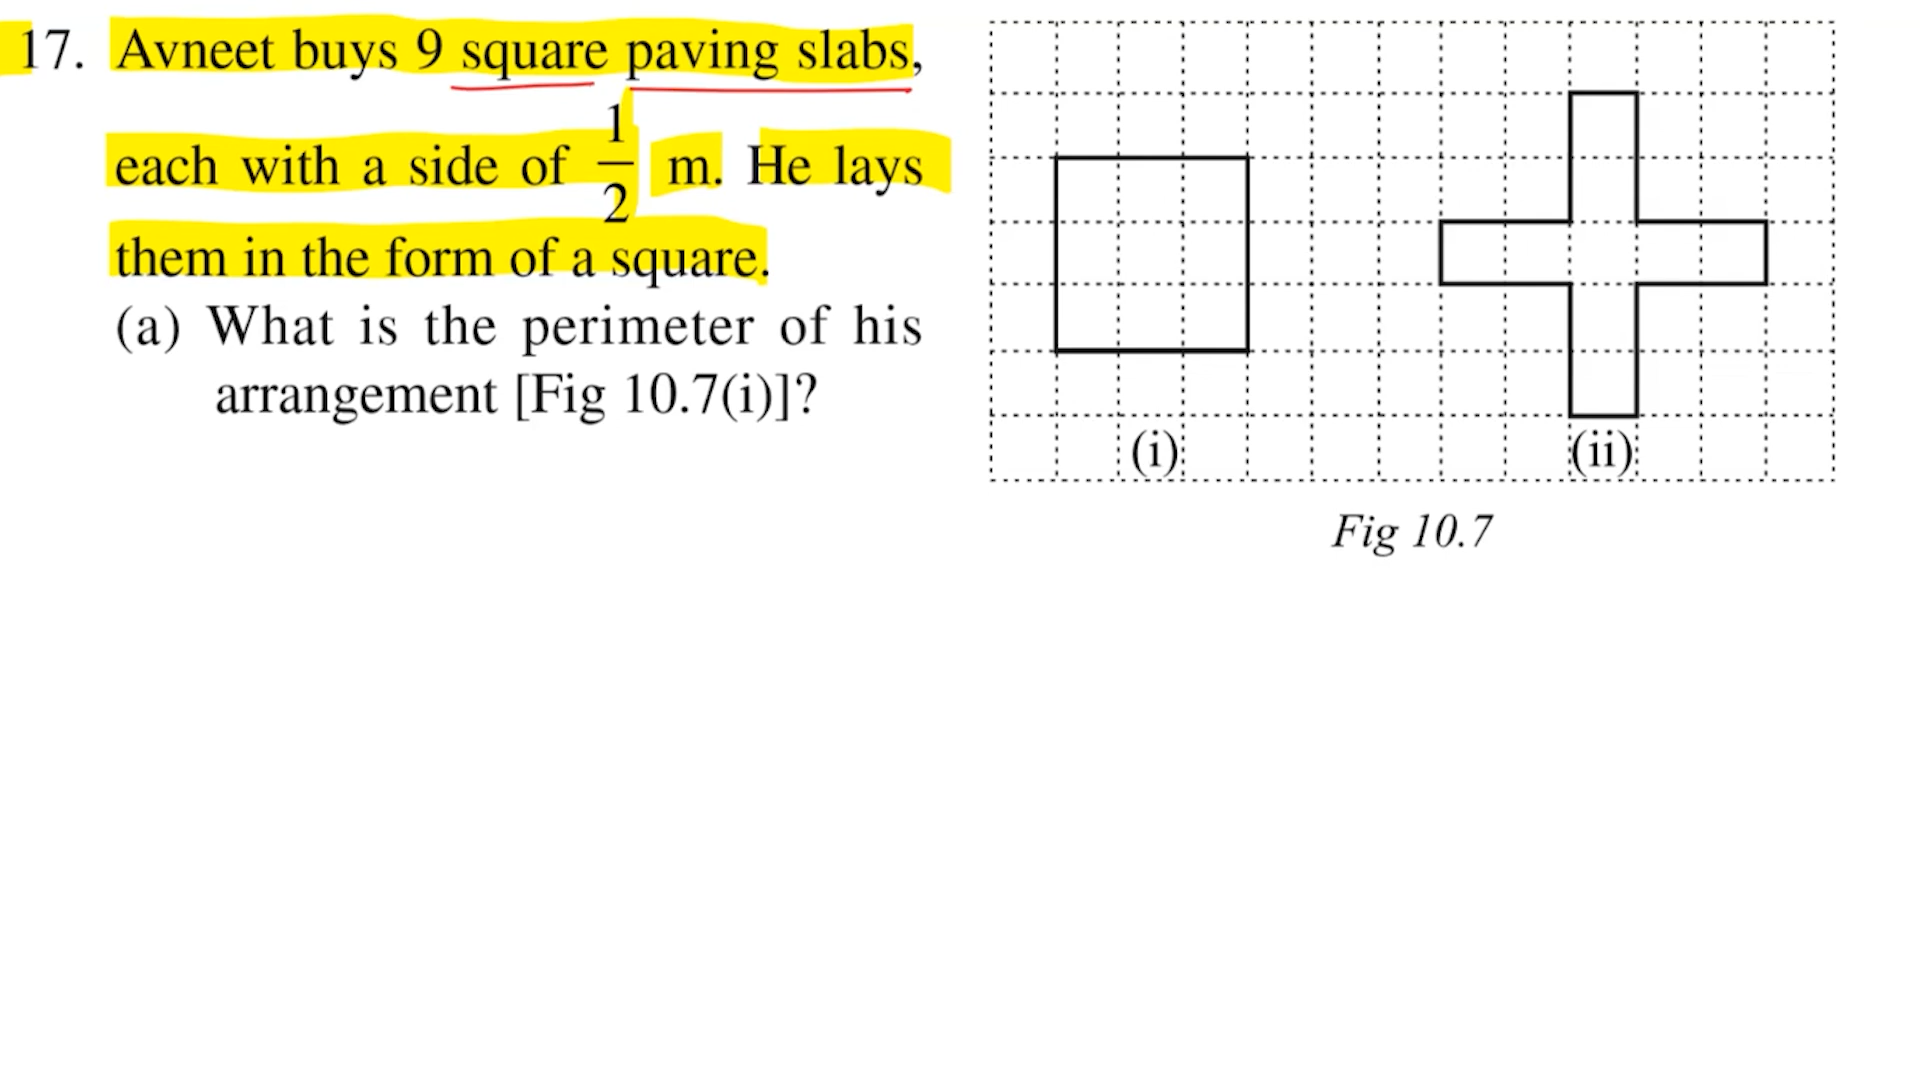 17. Avneet buys 9 square paving slabs,
each with a side of 1/2 m. He lays
them in the form of a square.
(a) What is the perimeter of his
arrangement [Fig 10.7(i)]?
(i) (ii)
Fig 10.7